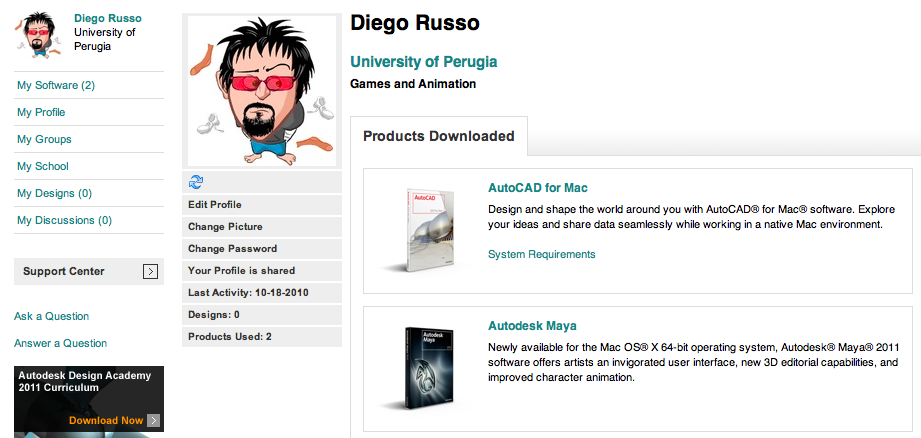 Diego Russo
University of
Perugia
My Software (2)
My Profile
My Groups
My School
My Designs (0)
My Discussions (0)
Support Center
Ask a Question
Answer a Question
Autodesk Design Academy
2011 Curriculum
Download Now
Edit Profile
Change Picture
Change Password
Your Profile is shared
Last Activity: 10-18-2010
Designs: 0
Products Used: 2
Diego Russo
University of Perugia
Games and Animation
Products Downloaded
AutoCAD
AutoCAD for Mac
Design and shape the world around you with AutoCAD® for Mac® software. Explore
your ideas and share data seamlessly while working in a native Mac environment.
System Requirements
Autodesk
Maya
Autodesk Maya
Newly available for the Mac OS® X 64-bit operating system, Autodesk® Maya® 2011
software offers artists an invigorated user interface, new 3D editorial capabilities, and
improved character animation.